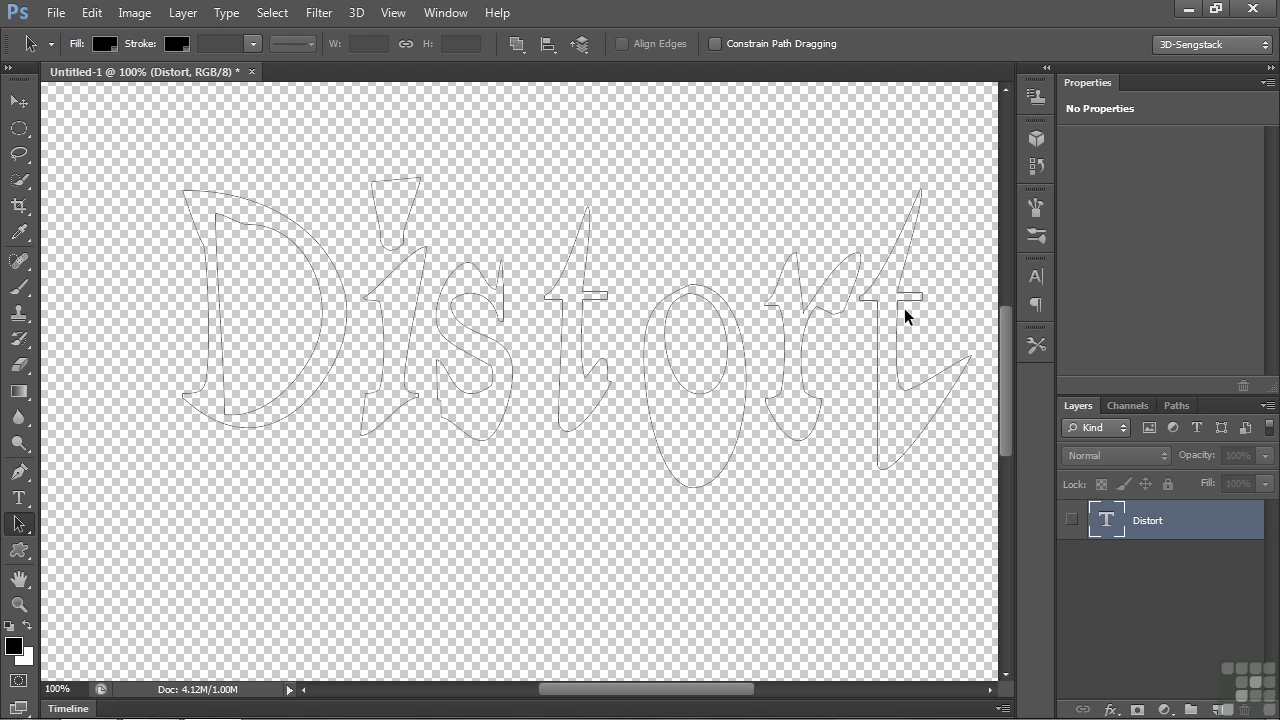 Ps File Edit Image Layer Type Select Filter 3D View Window Help
Fill: Stroke: W: H: Align Edges Constrain Path Dragging 3D-Sengstack
Untitled-1 @ 100% (Distort, RGB/8) * ×
Properties
No Properties
Distort
Layers Channels Paths
Kind
Normal Opacity: 100%
Lock: Fill: 100%
T Distort
100% Doc: 4.12M/1.00M
Timeline